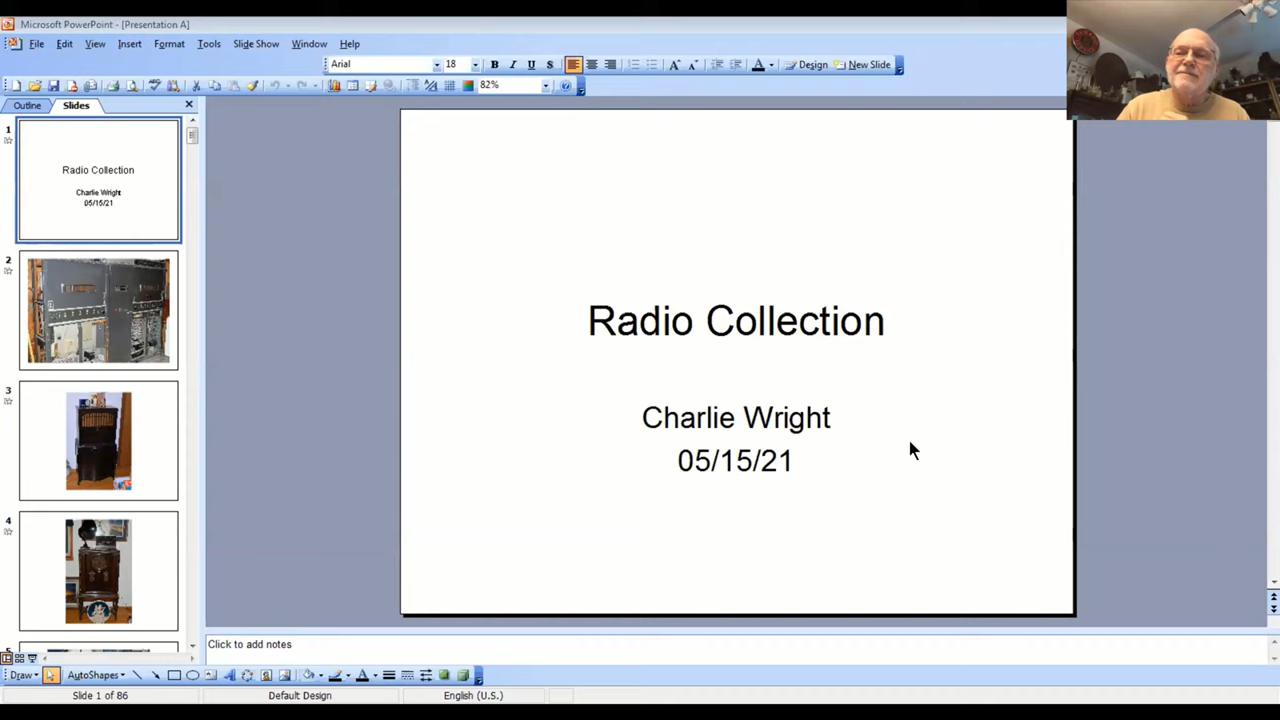 Microsoft PowerPoint - [Presentation A]
File Edit View Insert Format Tools Slide Show Window Help
Arial 18 B I U S A A A Design New Slide
82%
Outline Slides
1
Radio Collection
Charlie Wright
05/15/21
2
3
4
5
Radio Collection
Charlie Wright
05/15/21
Click to add notes
Draw AutoShapes A A
Slide 1 of 86 Default Design English (U.S.)